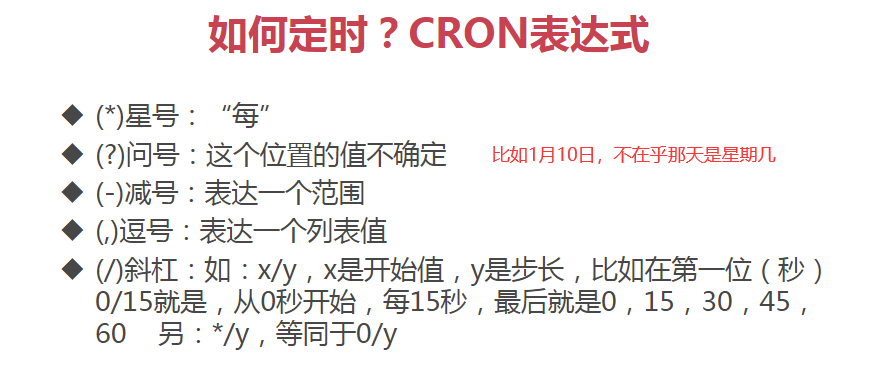 如何定时？CRON表达式
◆ (*)星号：“每”
◆ (?)问号：这个位置的值不确定 比如1月10日，不在乎那天是星期几
◆ (-)减号：表达一个范围
◆ (,)逗号：表达一个列表值
◆ (/)斜杠：如：x/y，x是开始值，y是步长，比如在第一位（秒）
0/15就是，从0秒开始，每15秒，最后就是0，15，30，45，
60 另：*/y，等同于0/y